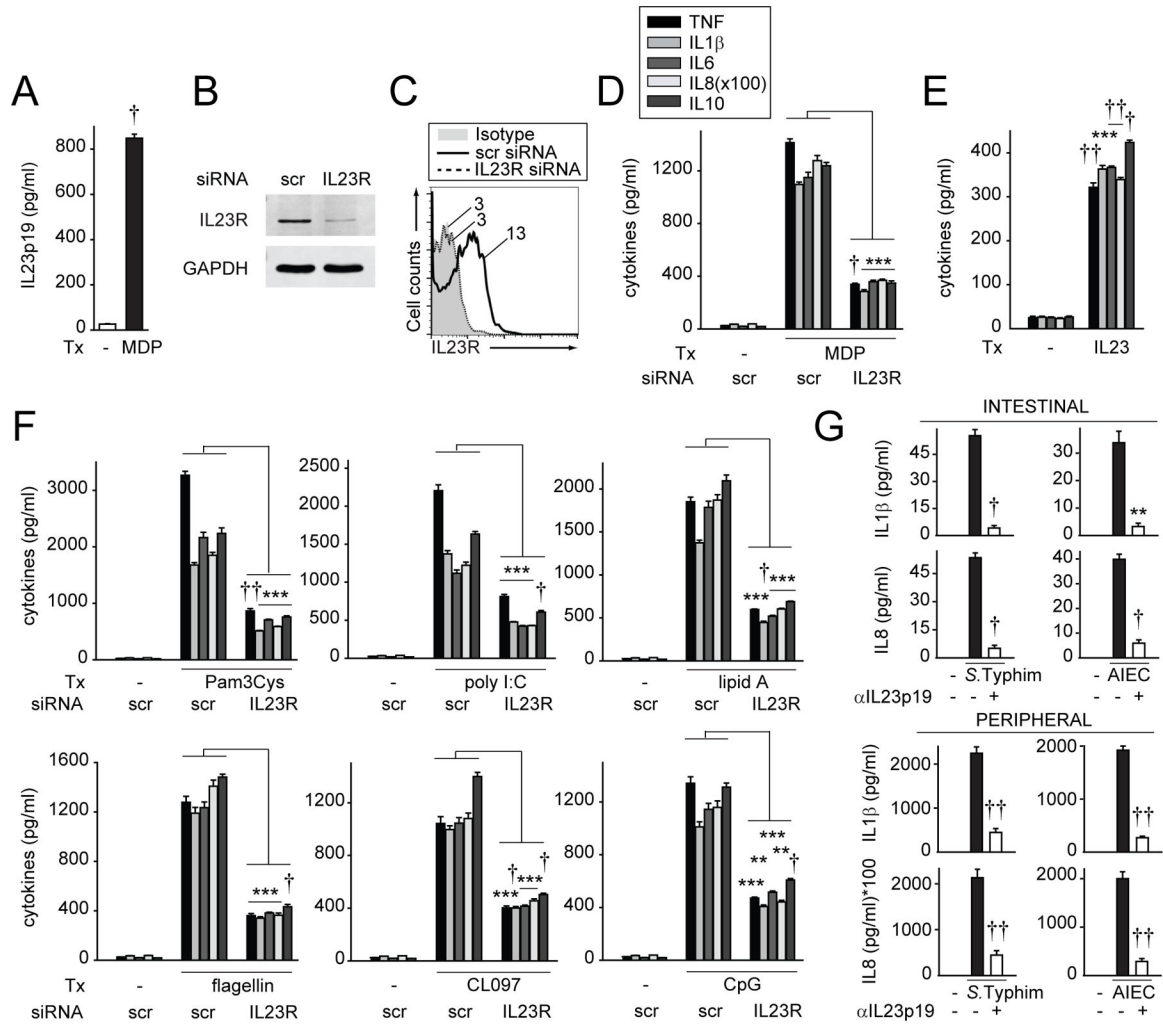 A
†
IL23p19 (pg/ml)
800
600
400
200
0
Tx - MDP
B
siRNA scr IL23R
IL23R
GAPDH
C
Isotype
scr siRNA
IL23R siRNA
3
3
13
Cell counts
IL23R
TNF
IL1β
IL6
IL8(x100)
IL10
D
cytokines (pg/ml)
1200
800
400
0
† ***
Tx - MDP
siRNA scr scr IL23R
E
cytokines (pg/ml)
400
300
200
100
0
†† *** †† †
Tx - IL23
F
cytokines (pg/ml)
3000
2000
1000
0
†† ***
Tx - Pam3Cys
siRNA scr scr IL23R
2500
2000
1500
1000
500
0
*** †
- poly I:C
scr scr IL23R
2000
1500
1000
500
0
*** † ***
- lipid A
scr scr IL23R
cytokines (pg/ml)
1600
1200
800
400
0
*** †
Tx - flagellin
siRNA scr scr IL23R
1200
800
400
0
*** † *** †
- CL097
scr scr IL23R
1200
800
400
0
*** ** *** ** †
- CpG
scr scr IL23R
G
INTESTINAL
IL1β (pg/ml)
45
30
15
0
†
30
20
10
0
**
IL8 (pg/ml)
45
30
15
0
†
40
30
20
10
0
†
- - S.Typhim - - AIEC
αIL23p19 + +
PERIPHERAL
IL1β (pg/ml)
2000
1000
0
††
2000
1000
0
††
IL8 (pg/ml)*100
2000
1000
0
††
2000
1000
0
††
- - S.Typhim - - AIEC
αIL23p19 + +